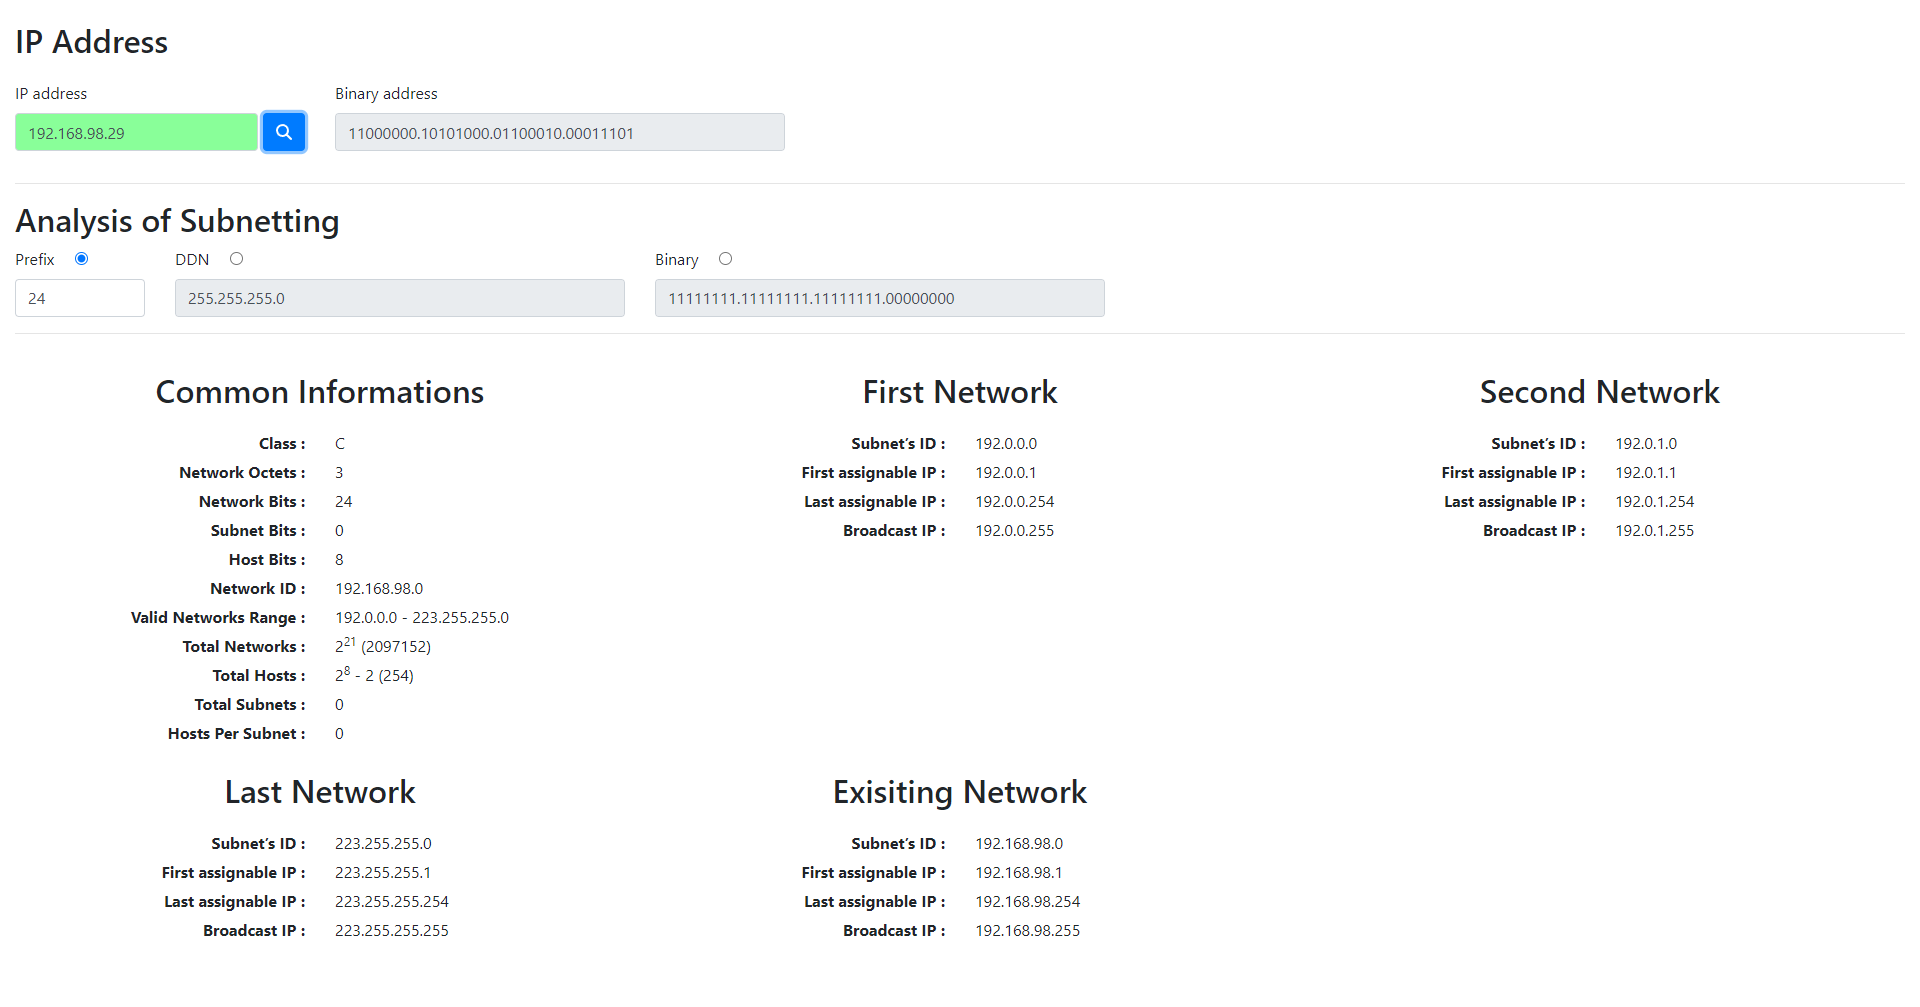 IP Address
IP address
Binary address
192.168.98.29
11000000.10101000.01100010.00011101
Analysis of Subnetting
Prefix
DDN
Binary
24
255.255.255.0
11111111.11111111.11111111.00000000
Common Informations
Class : C
Network Octets : 3
Network Bits : 24
Subnet Bits : 0
Host Bits : 8
Network ID : 192.168.98.0
Valid Networks Range : 192.0.0.0 - 223.255.255.0
Total Networks : 2²¹ (2097152)
Total Hosts : 2⁸ - 2 (254)
Total Subnets : 0
Hosts Per Subnet : 0
First Network
Subnet's ID : 192.0.0.0
First assignable IP : 192.0.0.1
Last assignable IP : 192.0.0.254
Broadcast IP : 192.0.0.255
Second Network
Subnet's ID : 192.0.1.0
First assignable IP : 192.0.1.1
Last assignable IP : 192.0.1.254
Broadcast IP : 192.0.1.255
Last Network
Subnet's ID : 223.255.255.0
First assignable IP : 223.255.255.1
Last assignable IP : 223.255.255.254
Broadcast IP : 223.255.255.255
Exisiting Network
Subnet's ID : 192.168.98.0
First assignable IP : 192.168.98.1
Last assignable IP : 192.168.98.254
Broadcast IP : 192.168.98.255